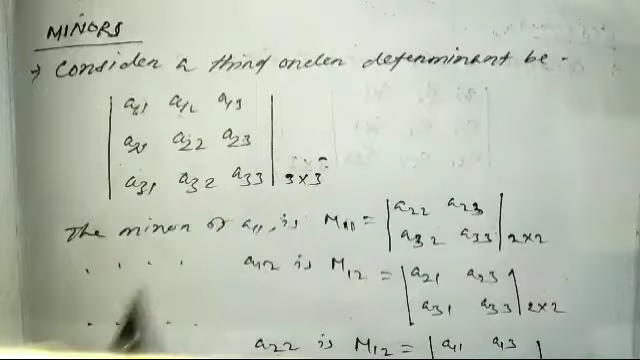 MINORS
→ Consider a third order determinant be -
| a11 a12 a13 |
| a21 a22 a23 |
| a31 a32 a33 | 3×3
The minor of a11, is M11 = | a22 a23 |
| a32 a33 | 2×2
. . . . a12 is M12 = | a21 a23 |
| a31 a33 | 2×2
. . . a22 is M12 = | a11 a13 |